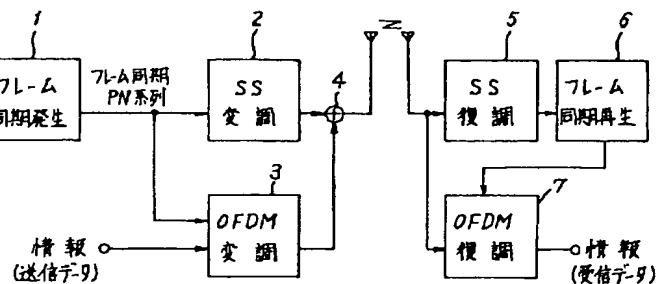 1
フレーム
同期発生
フレーム同期
PN系列
2
SS
変調
4
3
OFDM
変調
情報
(送信データ)
5
SS
復調
6
フレーム
同期再生
7
OFDM
復調
情報
(受信データ)